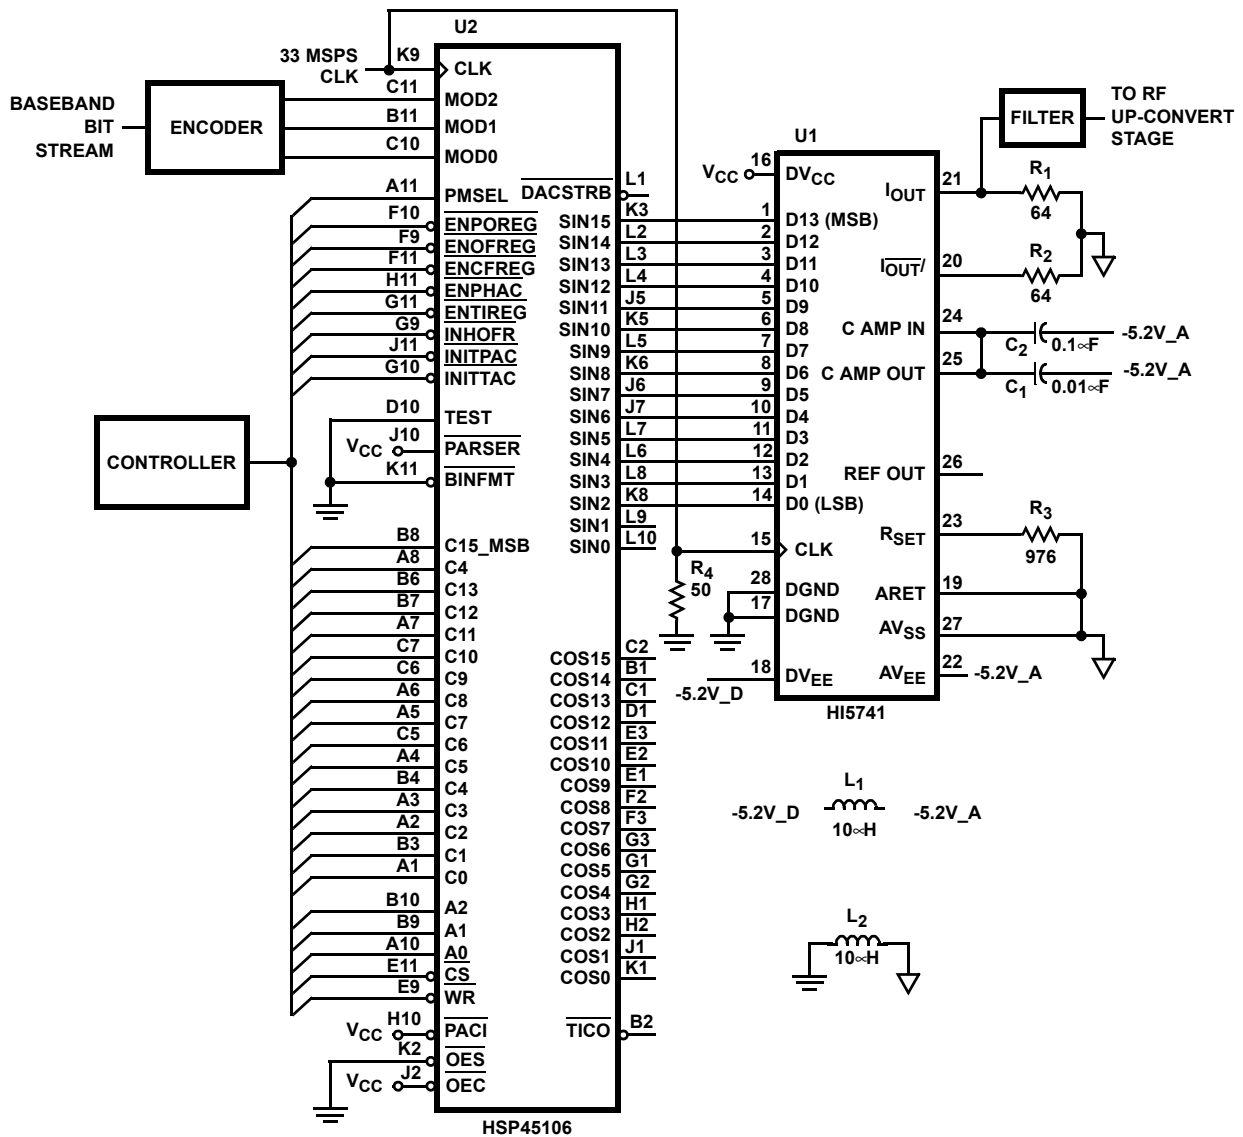 U2
33 MSPS
CLK
K9
CLK
BASEBAND
BIT
STREAM
ENCODER
C11
MOD2
B11
MOD1
C10
MOD0
A11
PMSEL
F10
ENPOREG
F9
ENOFREG
F11
ENCFREG
H11
ENPHAC
G11
ENTIREG
G9
INHOFR
J11
INITPAC
G10
INITTAC
D10
TEST
VCC
J10
PARSER
K11
BINFMT
CONTROLLER
B8
C15_MSB
A8
C4
B6
C13
B7
C12
A7
C11
C7
C10
C6
C9
A6
C8
A5
C7
C5
C6
A4
C5
B4
C4
A3
C3
A2
C2
B3
C1
A1
C0
B10
A2
B9
A1
A10
A0
E11
CS
E9
WR
VCC
H10
PACI
K2
OES
VCC
J2
OEC
DACSTRB
L1
SIN15
K3
SIN14
L2
SIN13
L3
SIN12
L4
SIN11
J5
SIN10
K5
SIN9
L5
SIN8
K6
SIN7
J6
SIN6
J7
SIN5
L7
SIN4
L6
SIN3
L8
SIN2
K8
SIN1
L9
SIN0
L10
COS15
C2
COS14
B1
COS13
C1
COS12
D1
COS11
E3
COS10
E2
COS9
E1
COS8
F2
COS7
F3
COS6
G3
COS5
G1
COS4
G2
COS3
H1
COS2
H2
COS1
J1
COS0
K1
TICO
B2
HSP45106
U1
VCC
16
DVCC
1
D13 (MSB)
2
D12
3
D11
4
D10
5
D9
6
D8
7
D7
8
D6
9
D5
10
D4
11
D3
12
D2
13
D1
14
D0 (LSB)
15
CLK
R4
50
28
DGND
17
DGND
18
DVEE
-5.2V_D
IOUT
21
FILTER
TO RF
UP-CONVERT
STAGE
R1
64
IOUT/
20
R2
64
C AMP IN
24
C2
0.1∝F
-5.2V_A
C AMP OUT
25
C1
0.01∝F
-5.2V_A
REF OUT
26
RSET
23
R3
976
ARET
19
AVSS
27
AVEE
22
-5.2V_A
HI5741
L1
-5.2V_D
10∝H
-5.2V_A
L2
10∝H